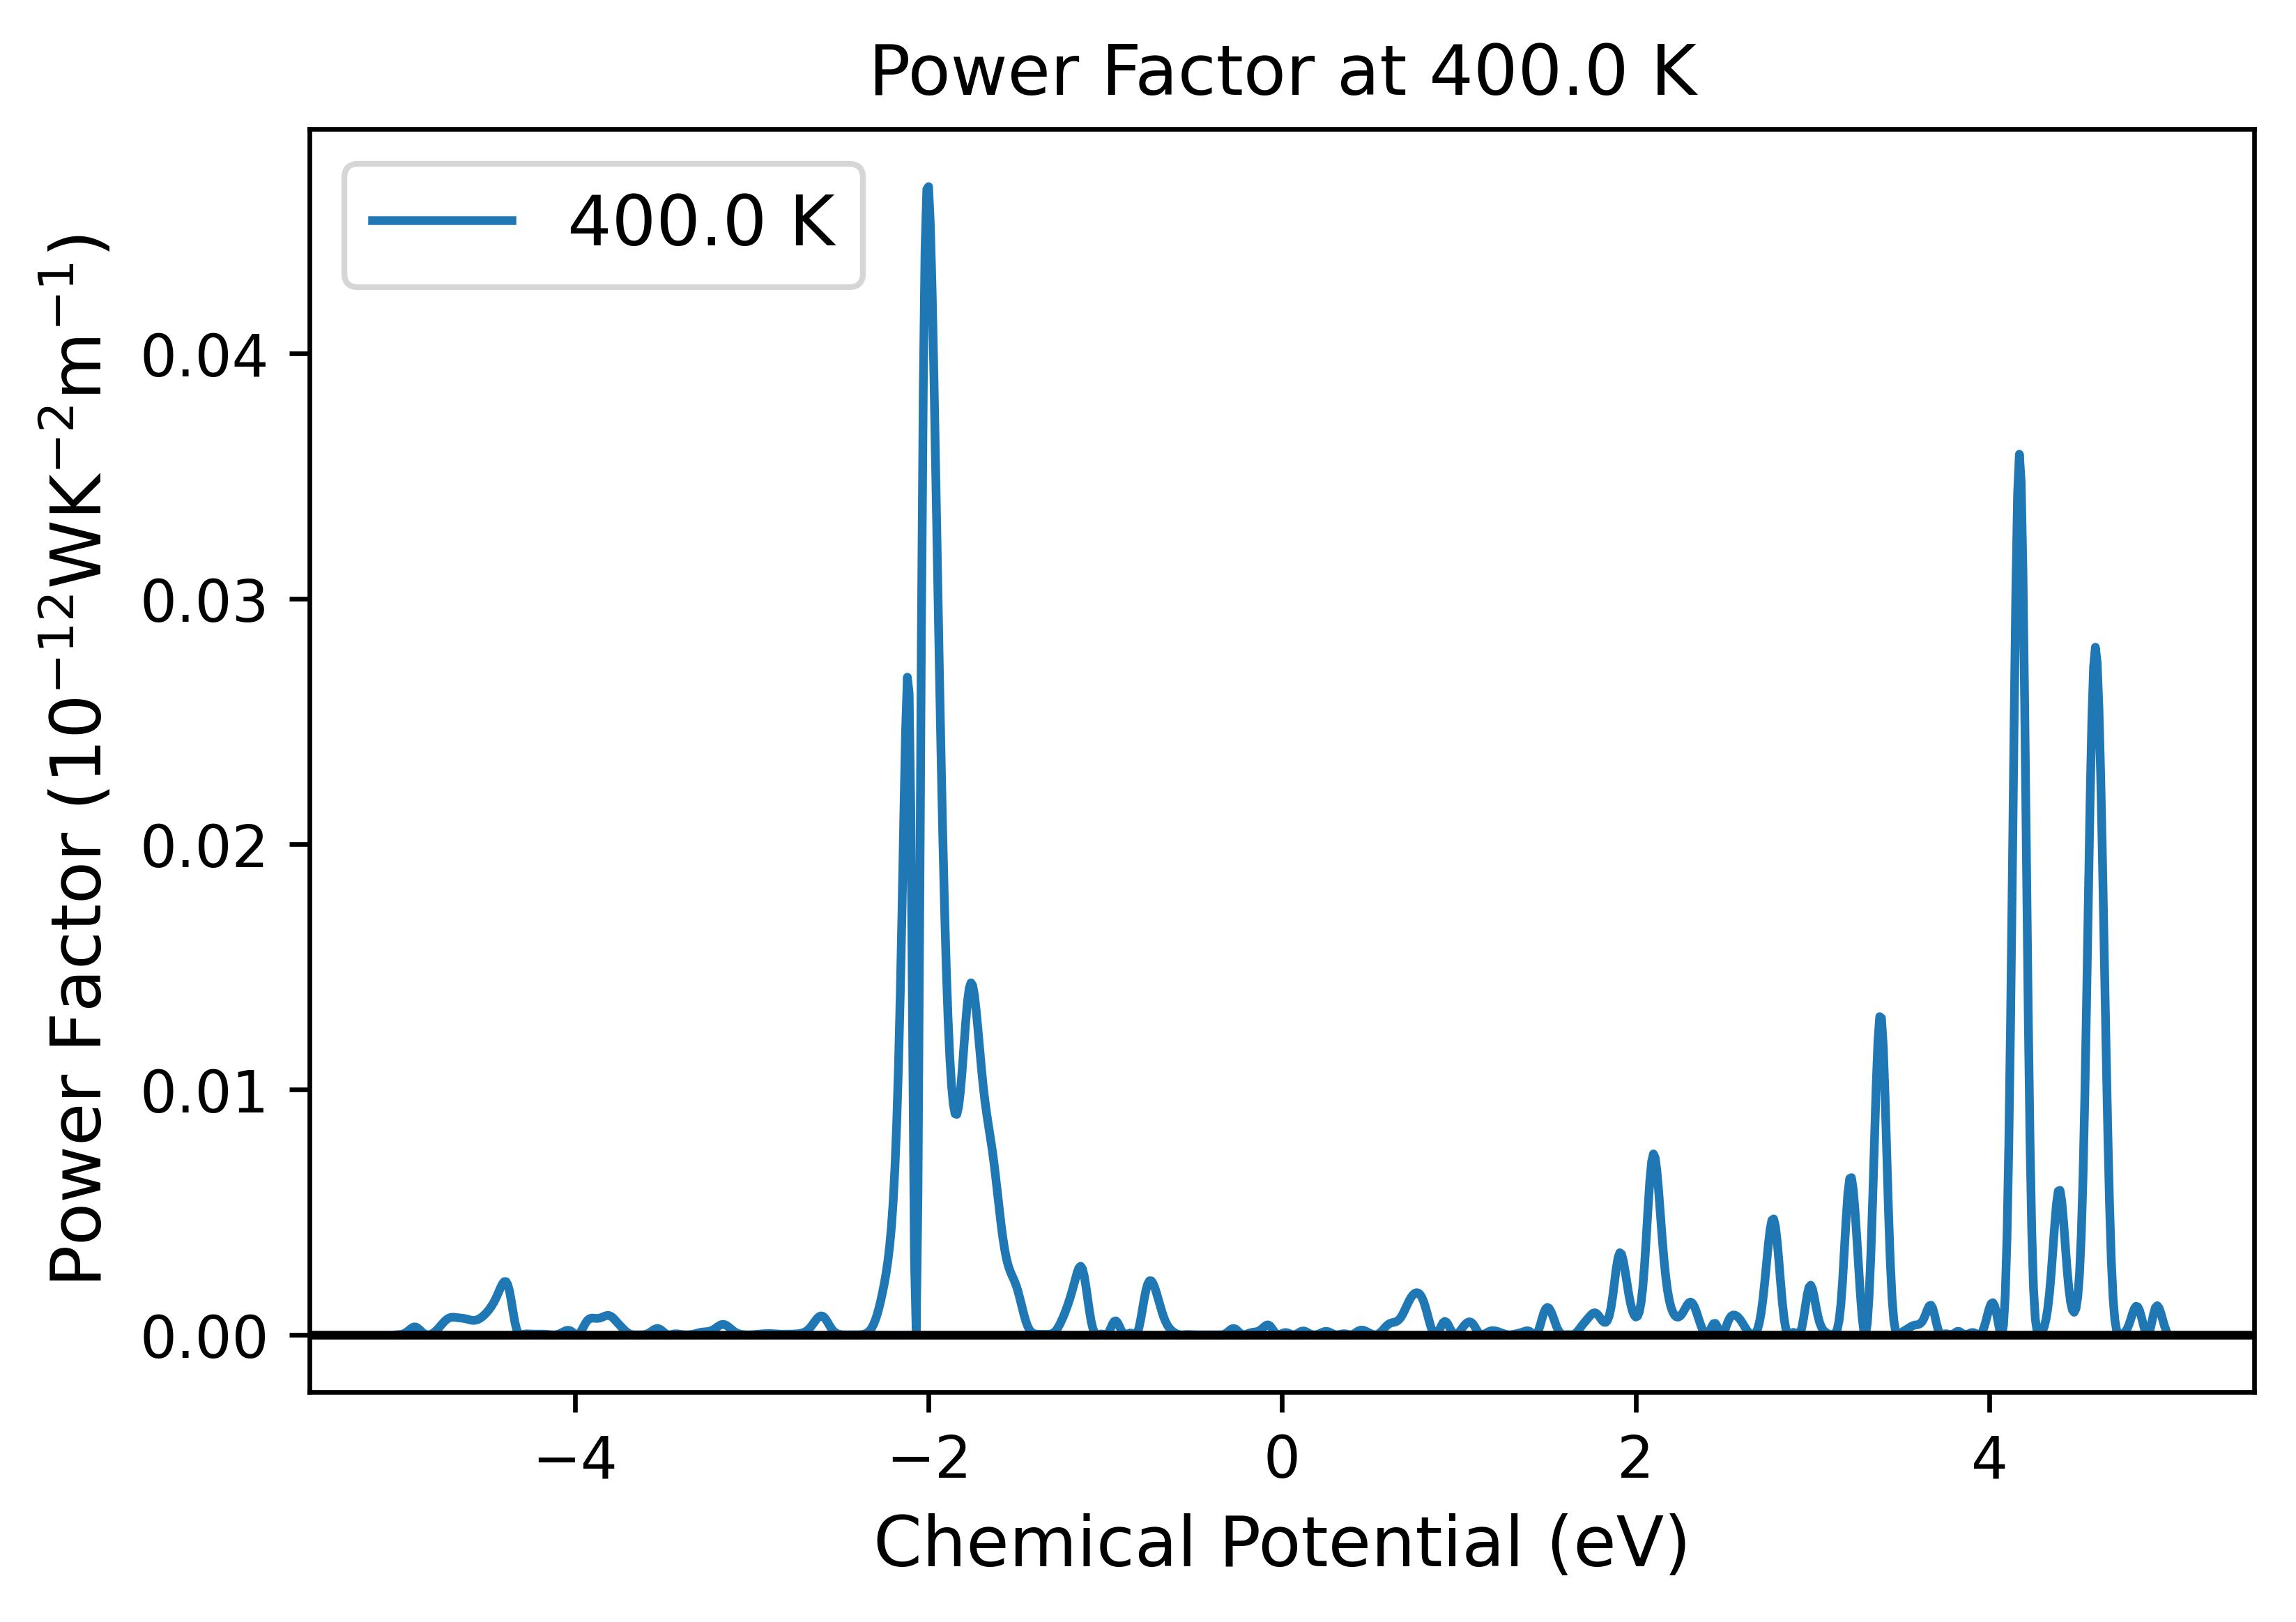 Power Factor at 400.0 K
400.0 K
Power Factor (10⁻¹²WK⁻²m⁻¹)
0.04
0.03
0.02
0.01
0.00
−4 −2 0 2 4
Chemical Potential (eV)